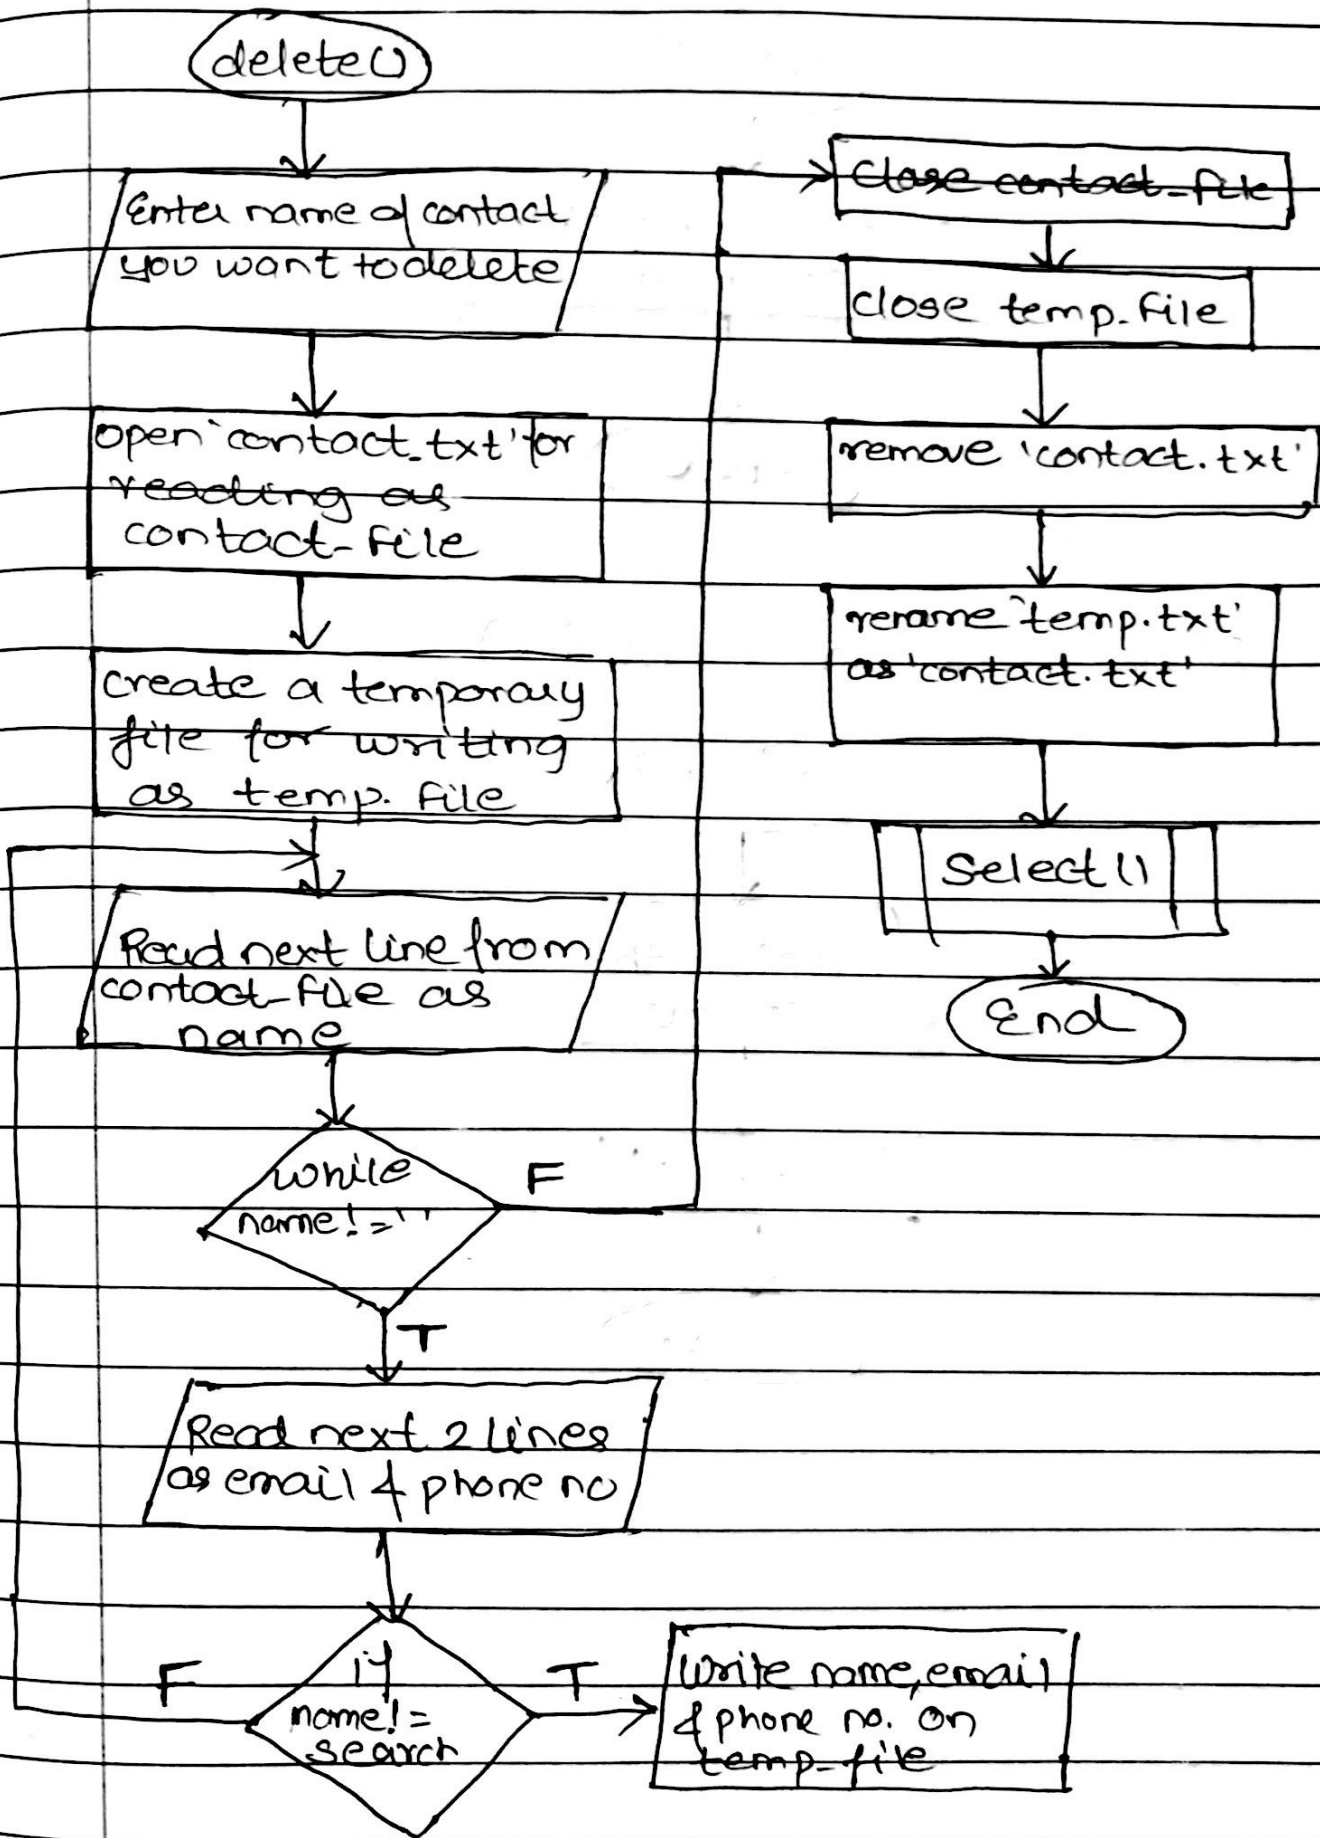 delete()
Enter name of contact
you want to delete
open 'contact.txt' for
reading as
contact-file
create a temporary
file for writing
as temp. file
Read next line from
contact-file as
name
while
name!=''
F
T
Read next 2 lines
as email & phone no
if
name!=
search
F
T
write name, email
& phone no. on
temp-file
close contact-file
close temp-file
remove 'contact.txt'
rename 'temp.txt'
as 'contact.txt'
Select()
End